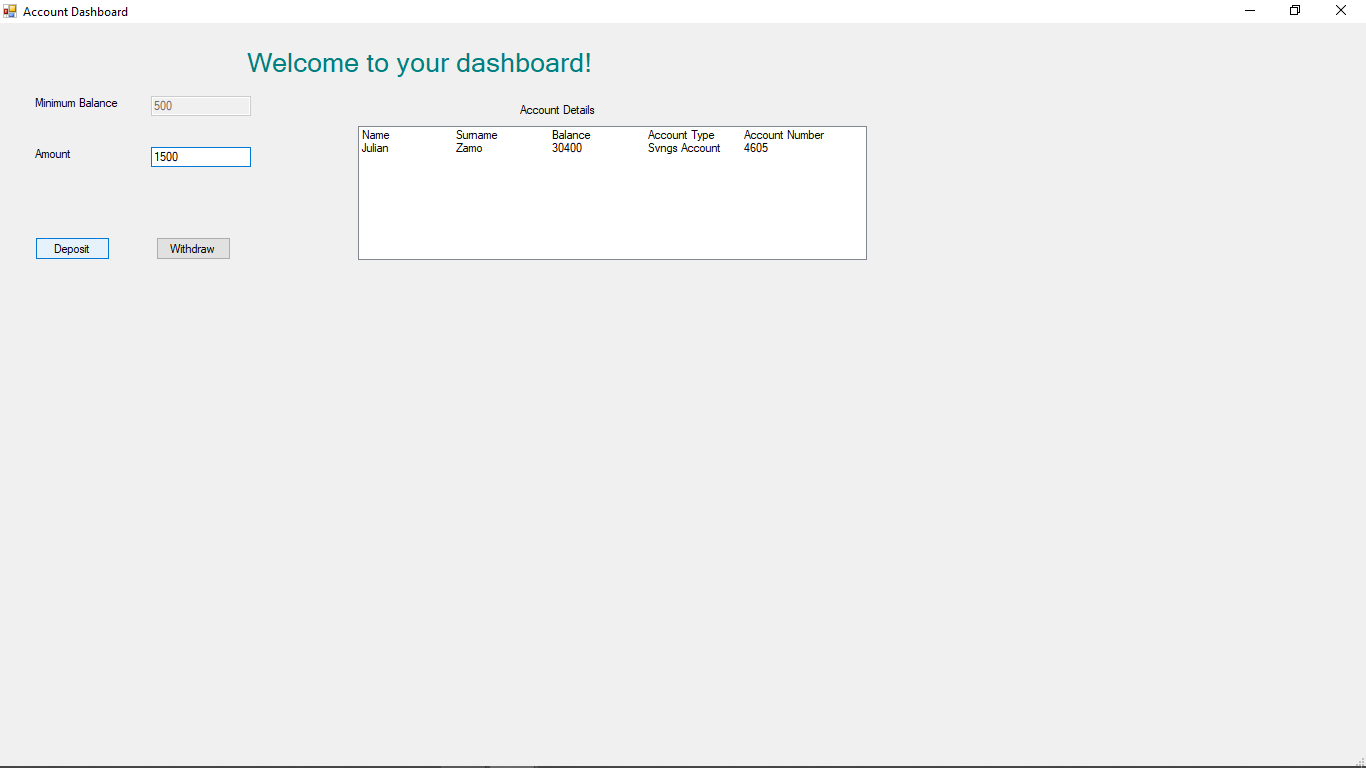 Account Dashboard
Welcome to your dashboard!
Minimum Balance 500
Account Details
Amount 1500
Name Surname Balance Account Type Account Number
Julian Zamo 30400 Svngs Account 4605
Deposit Withdraw